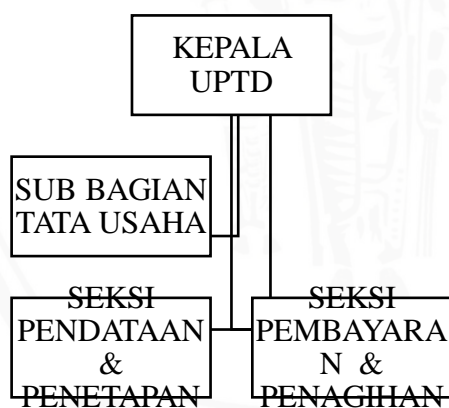 KEPALA
UPTD
SUB BAGIAN
TATA USAHA
SEKSI
PENDATAAN
&
PENETAPAN
SEKSI
PEMBAYARA
N &
PENAGIHAN